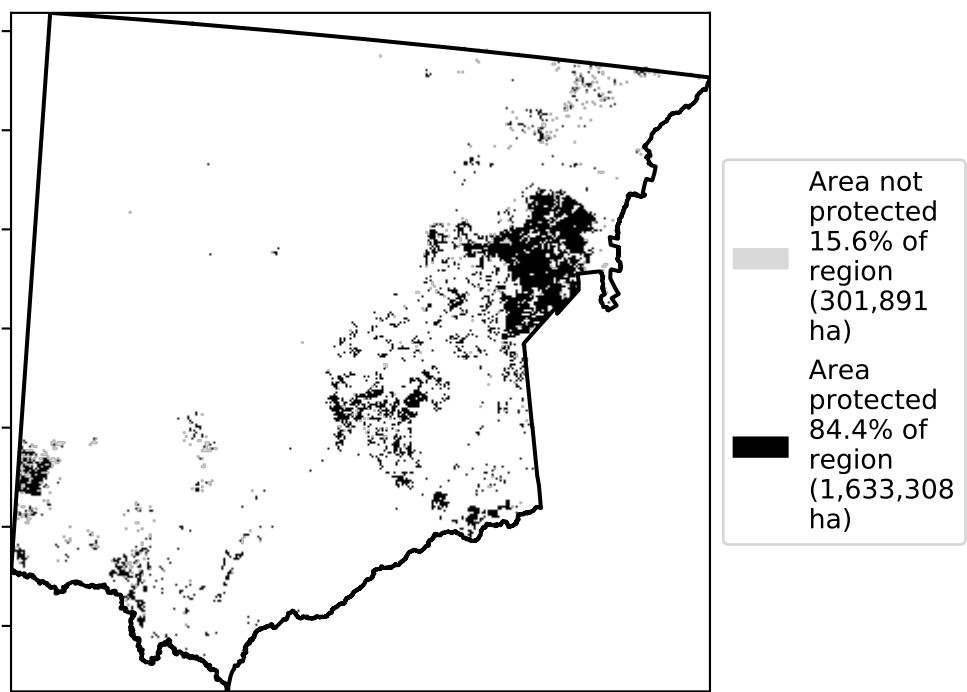 Area not
protected
15.6% of
region
(301,891
ha)
Area
protected
84.4% of
region
(1,633,308
ha)